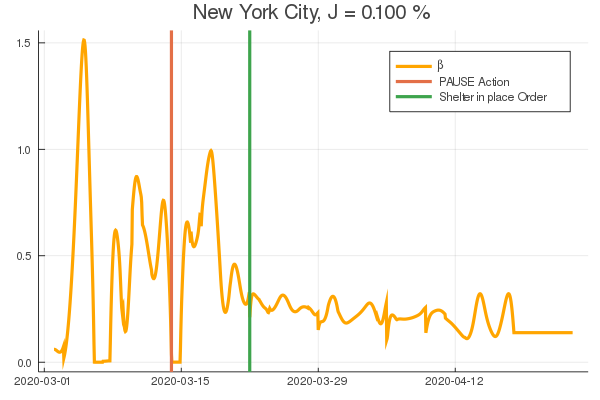 New York City, J = 0.100 %
1.5
1.0
0.5
0.0
β
PAUSE Action
Shelter in place Order
2020-03-01 2020-03-15 2020-03-29 2020-04-12